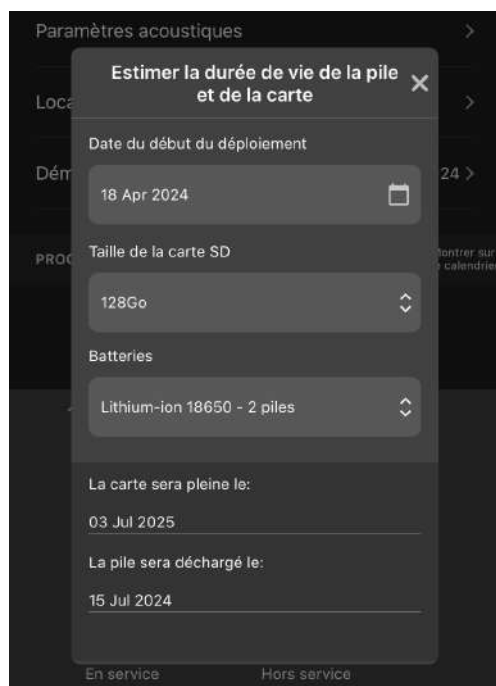 Paramètres acoustiques
Estimer la durée de vie de la pile
et de la carte
Date du début du déploiement
18 Apr 2024
24
Taille de la carte SD
128Go
Batteries
Lithium-ion 18650 - 2 piles
La carte sera pleine le:
03 Jul 2025
La pile sera déchargé le:
15 Jul 2024
En service Hors service